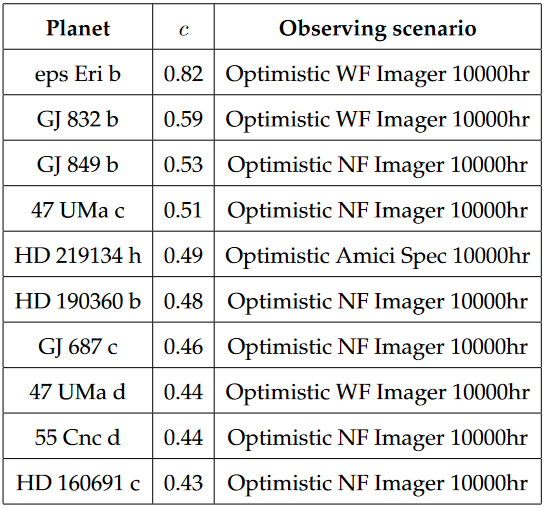 Planet c Observing scenario
eps Eri b 0.82 Optimistic WF Imager 10000hr
GJ 832 b 0.59 Optimistic WF Imager 10000hr
GJ 849 b 0.53 Optimistic NF Imager 10000hr
47 UMa c 0.51 Optimistic NF Imager 10000hr
HD 219134 h 0.49 Optimistic Amici Spec 10000hr
HD 190360 b 0.48 Optimistic NF Imager 10000hr
GJ 687 c 0.46 Optimistic NF Imager 10000hr
47 UMa d 0.44 Optimistic WF Imager 10000hr
55 Cnc d 0.44 Optimistic NF Imager 10000hr
HD 160691 c 0.43 Optimistic NF Imager 10000hr